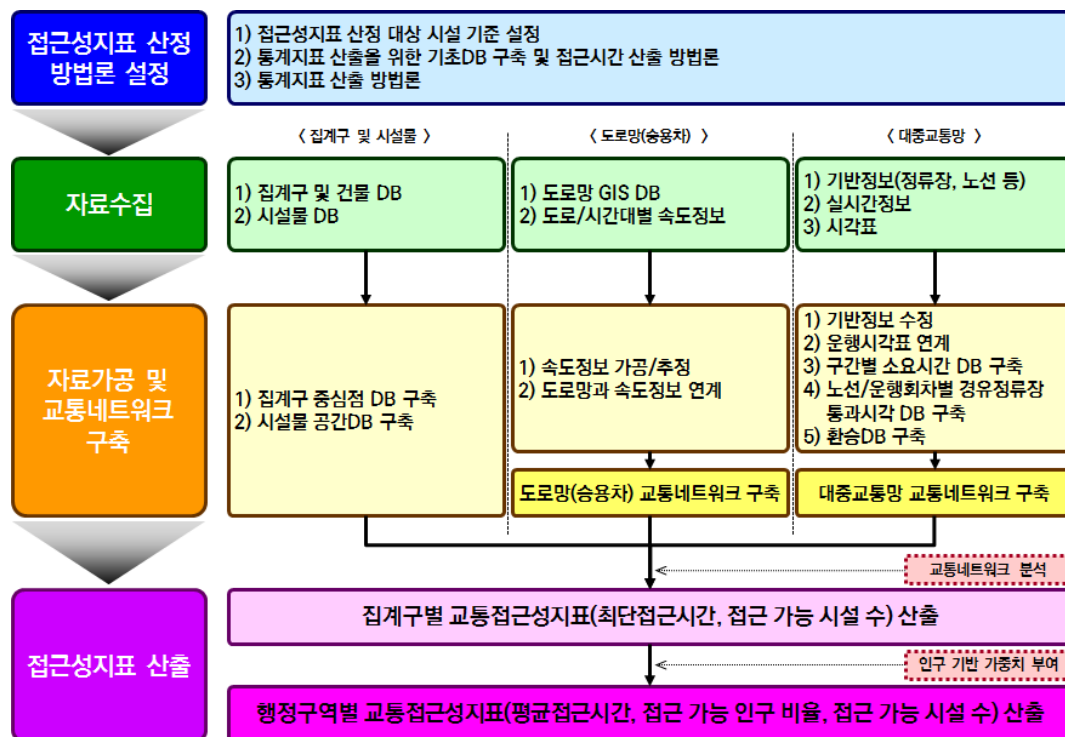 접근성지표 산정
방법론 설정
1) 접근성지표 산정 대상 시설 기준 설정
2) 통계지표 산출을 위한 기초DB 구축 및 접근시간 산출 방법론
3) 통계지표 산출 방법론
< 집계구 및 시설물 >
< 도로망(승용차) >
< 대중교통망 >
자료수집
1) 집계구 및 건물 DB
2) 시설물 DB
1) 도로망 GIS DB
2) 도로/시간대별 속도정보
1) 기반정보(정류장, 노선 등)
2) 실시간정보
3) 시각표
자료가공 및
교통네트워크
구축
1) 집계구 중심점 DB 구축
2) 시설물 공간DB 구축
1) 속도정보 가공/추정
2) 도로망과 속도정보 연계
도로망(승용차) 교통네트워크 구축
1) 기반정보 수정
2) 운행시각표 연계
3) 구간별 소요시간 DB 구축
4) 노선/운행회차별 경유정류장
통과시각 DB 구축
5) 환승DB 구축
대중교통망 교통네트워크 구축
교통네트워크 분석
접근성지표 산출
집계구별 교통접근성지표(최단접근시간, 접근 가능 시설 수) 산출
인구 기반 가중치 부여
행정구역별 교통접근성지표(평균접근시간, 접근 가능 인구 비율, 접근 가능 시설 수) 산출